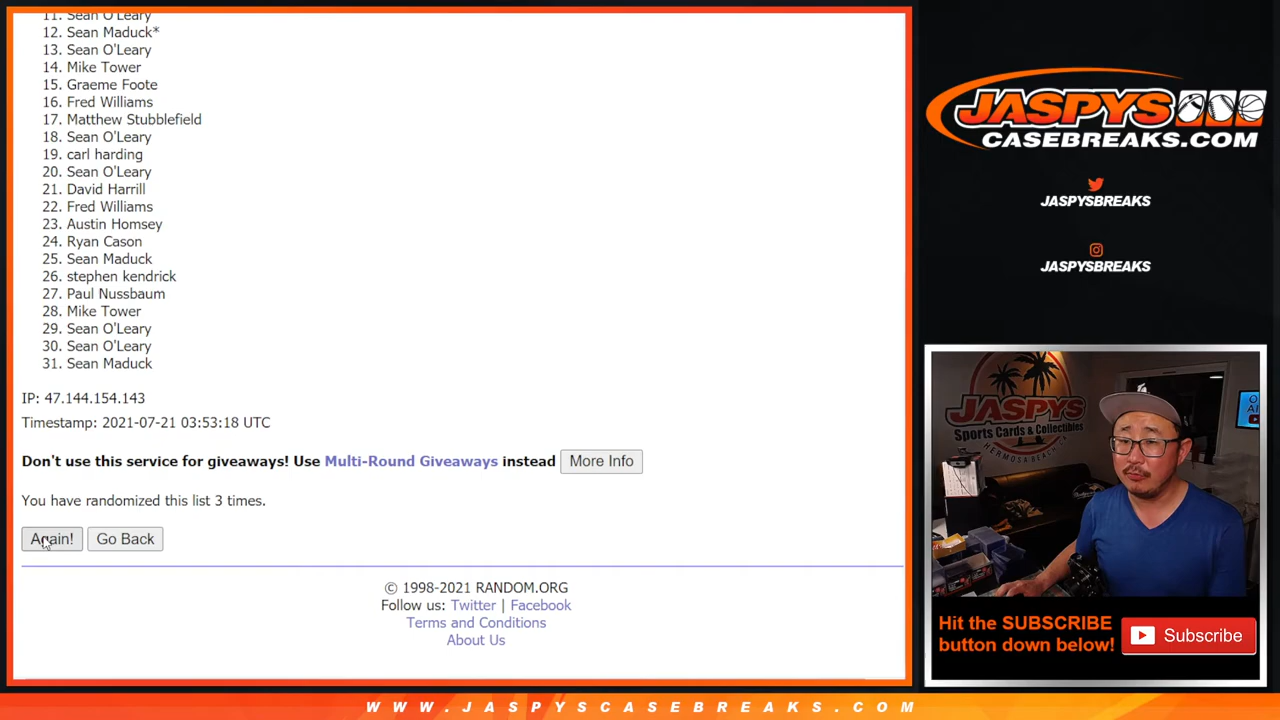 11. Sean O'Leary
12. Sean Maduck*
13. Sean O'Leary
14. Mike Tower
15. Graeme Foote
16. Fred Williams
17. Matthew Stubblefield
18. Sean O'Leary
19. carl harding
20. Sean O'Leary
21. David Harrill
22. Fred Williams
23. Austin Homsey
24. Ryan Cason
25. Sean Maduck
26. stephen kendrick
27. Paul Nussbaum
28. Mike Tower
29. Sean O'Leary
30. Sean O'Leary
31. Sean Maduck
IP: 47.144.154.143
Timestamp: 2021-07-21 03:53:18 UTC
Don't use this service for giveaways! Use Multi-Round Giveaways instead More Info
You have randomized this list 3 times.
Again! Go Back
© 1998-2021 RANDOM.ORG
Follow us: Twitter | Facebook
Terms and Conditions
About Us
JASPYS
CASEBREAKS.COM
JASPYSBREAKS
JASPYSBREAKS
JASPYS
Sports Cards & Collectibles
HERMOSA BEACH
Hit the SUBSCRIBE
button down below!
Subscribe
WWW.JASPYSCASEBREAKS.COM